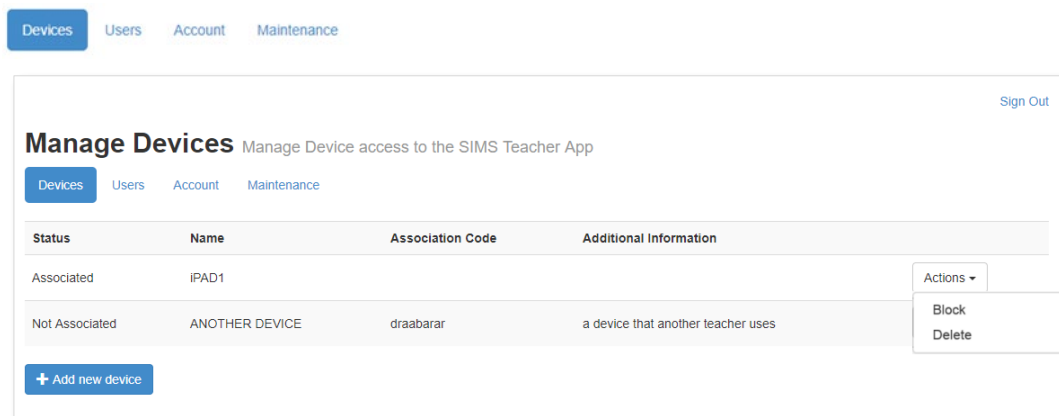 Devices Users Account Maintenance
Sign Out
Manage Devices Manage Device access to the SIMS Teacher App
Devices Users Account Maintenance
Status Name Association Code Additional Information
Associated iPAD1 Actions
Block
Not Associated ANOTHER DEVICE draabarar a device that another teacher uses
Delete
Add new device